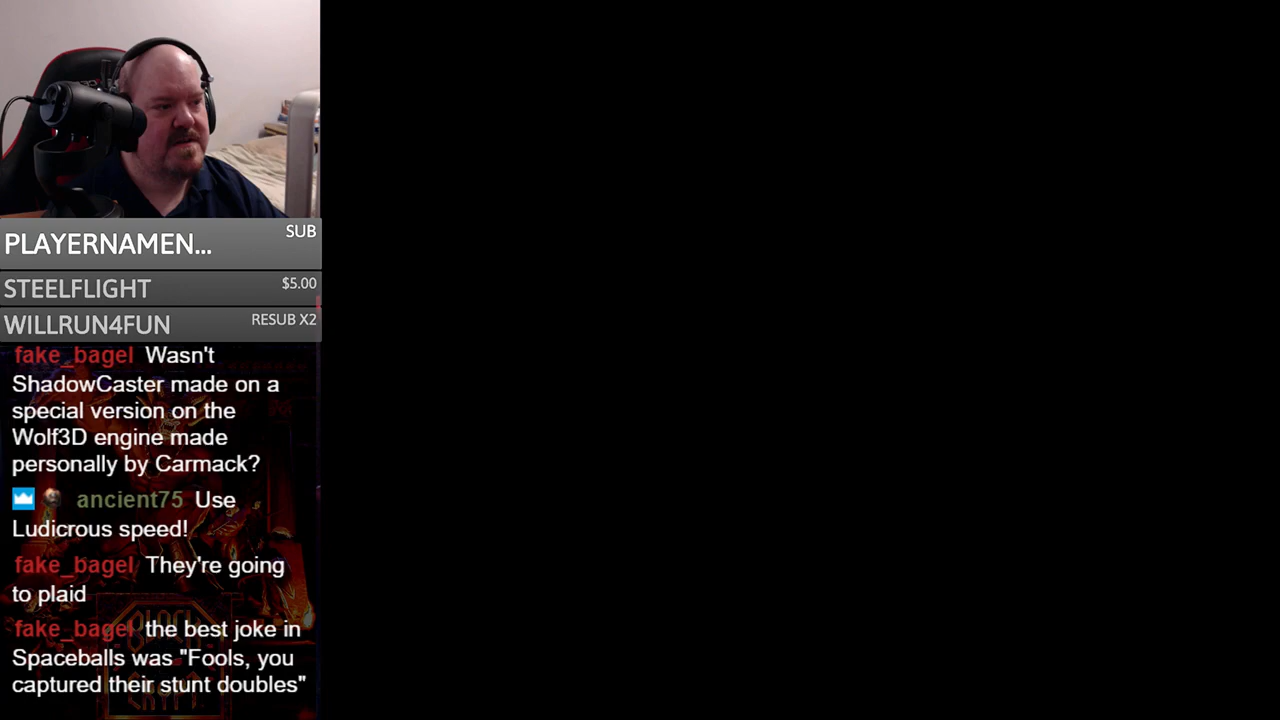 PLAYERNAMEN...
SUB
STEELFLIGHT
$5.00
WILLRUN4FUN
RESUB X2
fake_bagel Wasn't
ShadowCaster made on a
special version on the
Wolf3D engine made
personally by Carmack?
ancient75 Use
Ludicrous speed!
fake_bagel They're going
to plaid
fake_bagel the best joke in
Spaceballs was "Fools, you
captured their stunt doubles"
BLACK
CRYPT